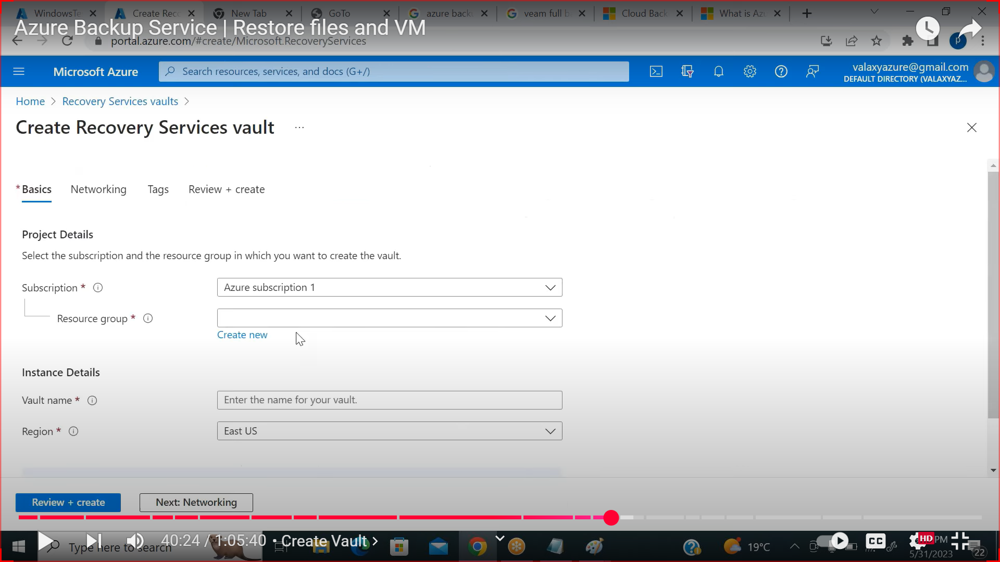 WindowsTe
Create Reco
New Tab
GoTo
azure back
veam full b
Cloud Back
What is Az
Azure Backup Service | Restore files and VM
portal.azure.com/#create/Microsoft.RecoveryServices
P
Microsoft Azure
Search resources, services, and docs (G+/)
valaxyazure@gmail.com
DEFAULT DIRECTORY (VALAXYAZ...
Home > Recovery Services vaults >
Create Recovery Services vault ...
* Basics Networking Tags Review + create
Project Details
Select the subscription and the resource group in which you want to create the vault.
Subscription * Azure subscription 1
Resource group *
Create new
Instance Details
Vault name * Enter the name for your vault.
Region * East US
Review + create Next: Networking
40:24 / 1:05:40 • Create Vault >
Type here to search
19°C
CC
HD
PM
5/31/2023
22